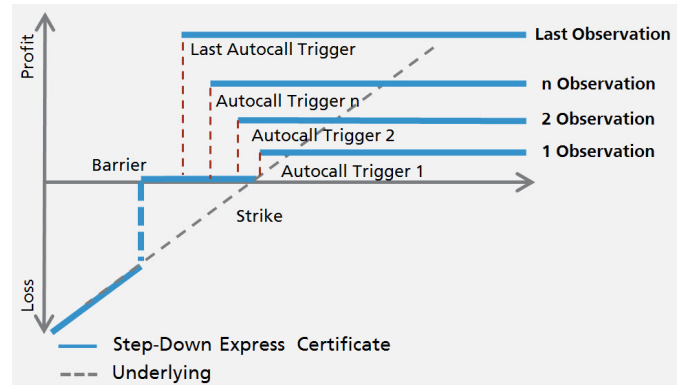 Profit
Last Observation
Last Autocall Trigger
n Observation
Autocall Trigger n
2 Observation
Autocall Trigger 2
1 Observation
Barrier
Autocall Trigger 1
Strike
Loss
Step-Down Express Certificate
Underlying